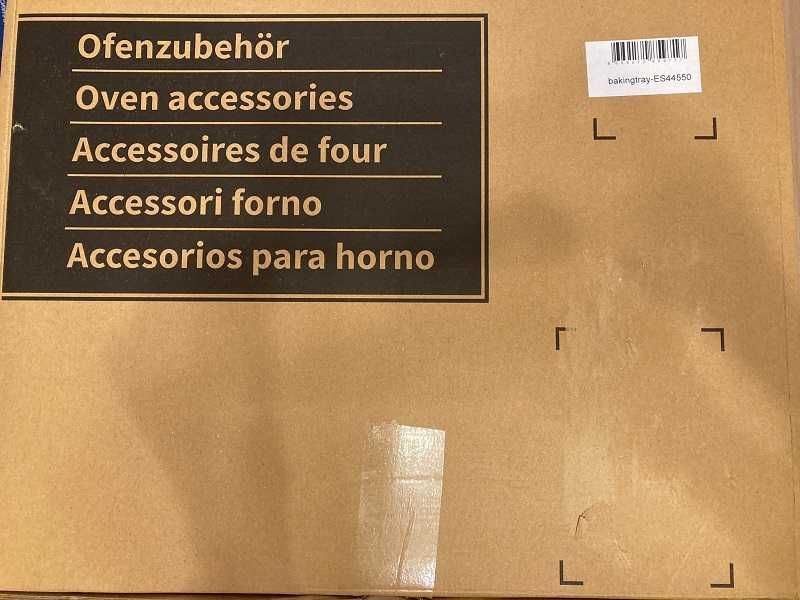 Ofenzubehör
Oven accessories
Accessoires de four
Accessori forno
Accesorios para horno
bakingtray-ES44550